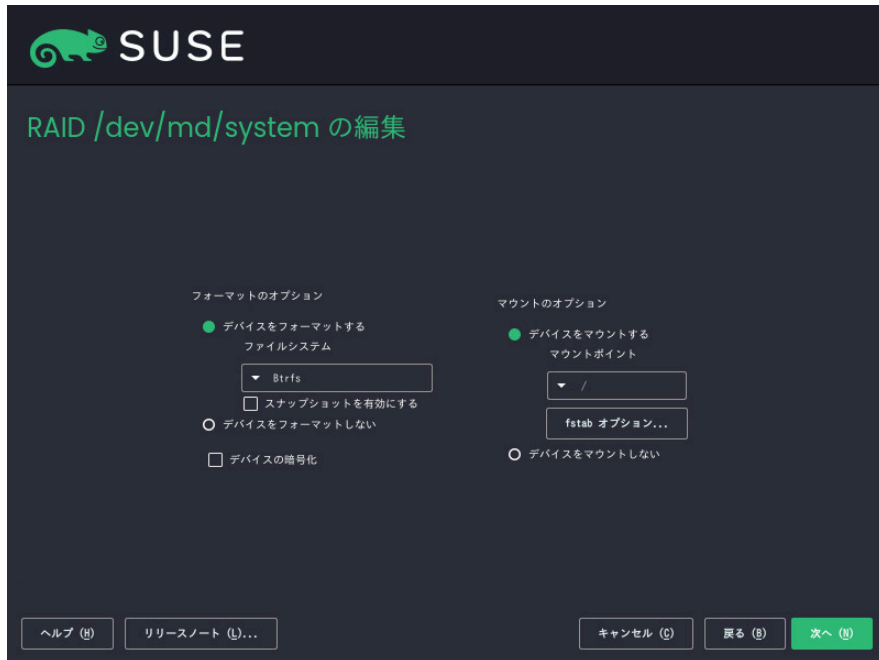 SUSE
RAID /dev/md/system の編集
フォーマットのオプション
デバイスをフォーマットする
ファイルシステム
Btrfs
スナップショットを有効にする
デバイスをフォーマットしない
デバイスの暗号化
マウントのオプション
デバイスをマウントする
マウントポイント
/
fstab オプション...
デバイスをマウントしない
ヘルプ (H)
リリースノート (L)...
キャンセル (C)
戻る (B)
次へ (N)